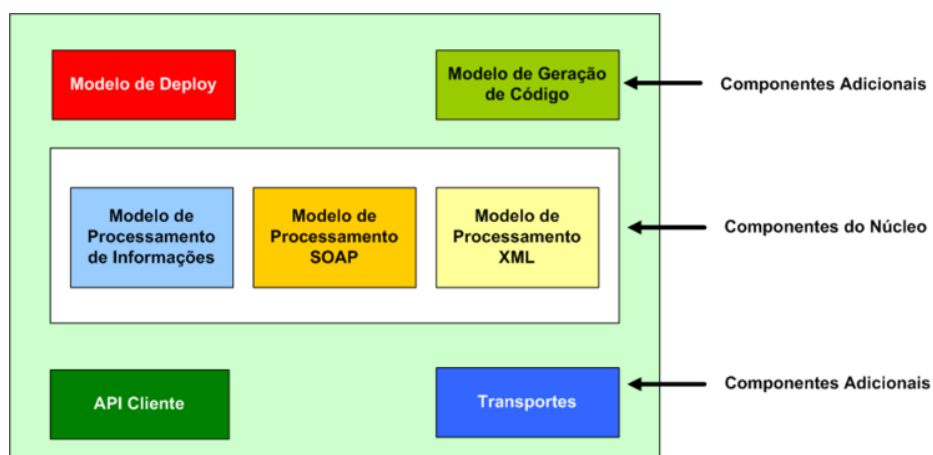 Modelo de Deploy
Modelo de Geração
de Código
Componentes Adicionais
Modelo de
Processamento
de Informações
Modelo de
Processamento
SOAP
Modelo de
Processamento
XML
Componentes do Núcleo
API Cliente
Transportes
Componentes Adicionais